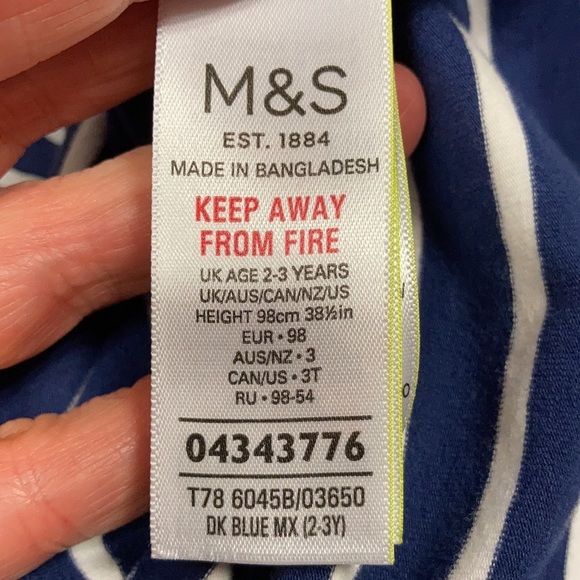 M&S
EST. 1884
MADE IN BANGLADESH
KEEP AWAY
FROM FIRE
UK AGE 2-3 YEARS
UK/AUS/CAN/NZ/US
HEIGHT 98cm 38½in
EUR • 98
AUS/NZ • 3
CAN/US • 3T
RU • 98-54
04343776
T78 6045B/03650
DK BLUE MX (2-3Y)